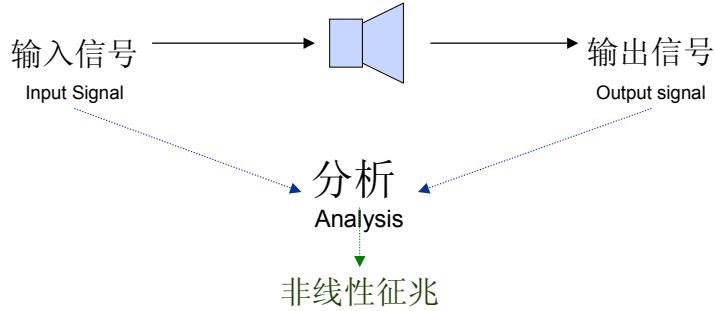 输入信号
Input Signal
输出信号
Output signal
分析
Analysis
非线性征兆